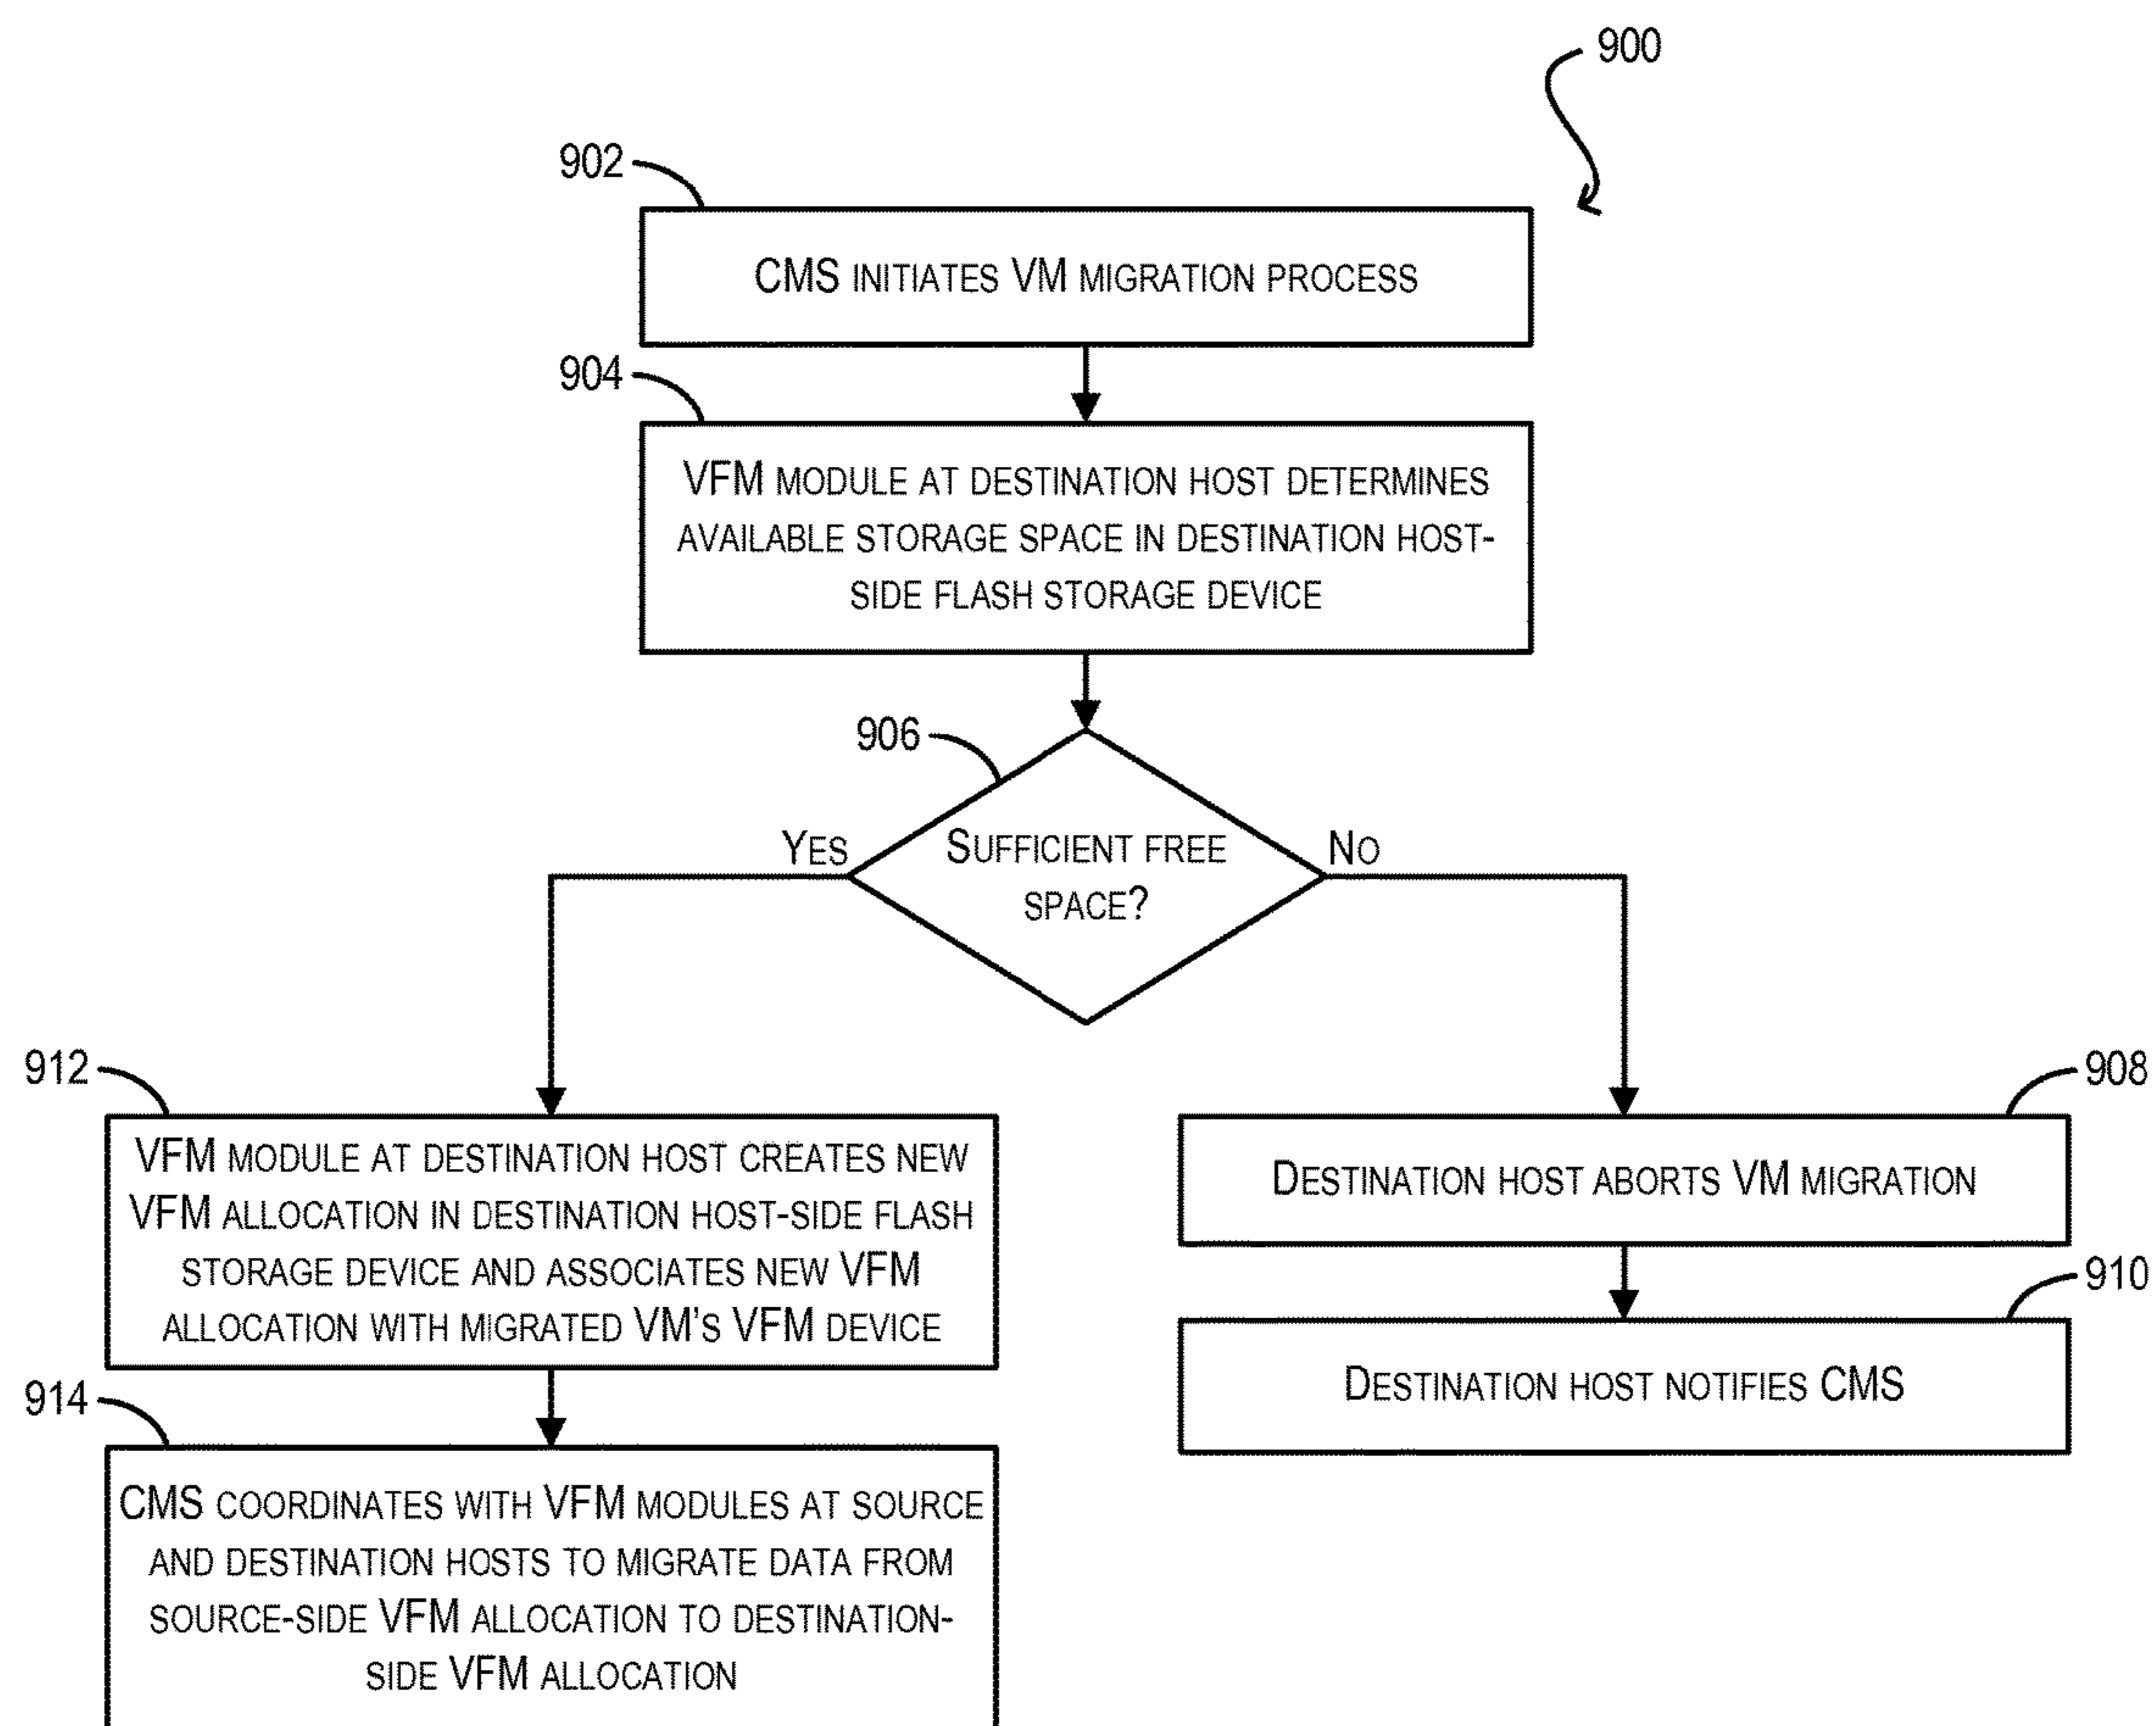 900
902
CMS INITIATES VM MIGRATION PROCESS
904
VFM MODULE AT DESTINATION HOST DETERMINES
AVAILABLE STORAGE SPACE IN DESTINATION HOST-
SIDE FLASH STORAGE DEVICE
906
YES
SUFFICIENT FREE
SPACE?
NO
912
VFM MODULE AT DESTINATION HOST CREATES NEW
VFM ALLOCATION IN DESTINATION HOST-SIDE FLASH
STORAGE DEVICE AND ASSOCIATES NEW VFM
ALLOCATION WITH MIGRATED VM'S VFM DEVICE
914
CMS COORDINATES WITH VFM MODULES AT SOURCE
AND DESTINATION HOSTS TO MIGRATE DATA FROM
SOURCE-SIDE VFM ALLOCATION TO DESTINATION-
SIDE VFM ALLOCATION
908
DESTINATION HOST ABORTS VM MIGRATION
910
DESTINATION HOST NOTIFIES CMS